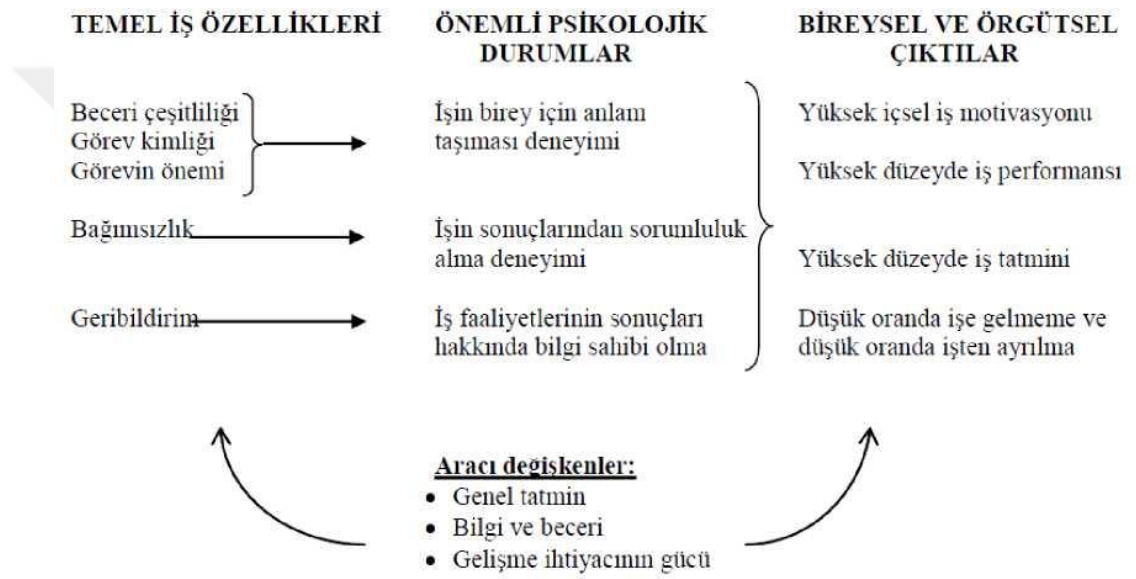 TEMEL İŞ ÖZELLİKLERİ
ÖNEMLİ PSİKOLOJİK
DURUMLAR
BİREYSEL VE ÖRGÜTSEL
ÇIKTILAR
Beceri çeşitliliği
Görev kimliği
Görevin önemi
İşin birey için anlam
taşıması deneyimi
Yüksek içsel iş motivasyonu
Yüksek düzeyde iş performansı
Bağımsızlık
İşin sonuçlarından sorumluluk
alma deneyimi
Yüksek düzeyde iş tatmini
Geribildirim
İş faaliyetlerinin sonuçları
hakkında bilgi sahibi olma
Düşük oranda işe gelmeme ve
düşük oranda işten ayrılma
Aracı değişkenler:
• Genel tatmin
• Bilgi ve beceri
• Gelişme ihtiyacının gücü